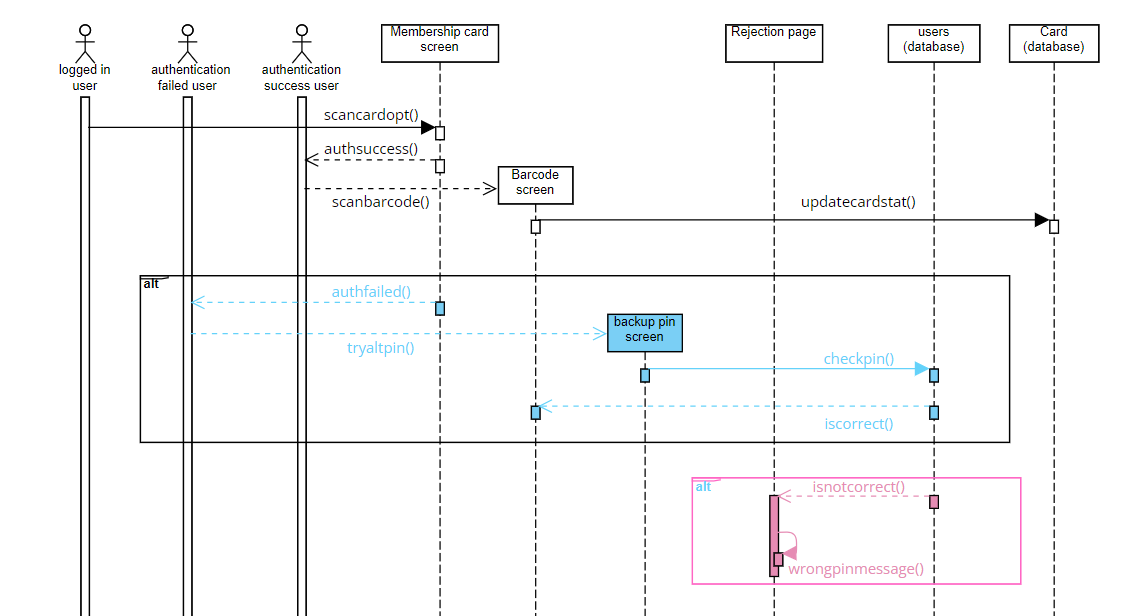 logged in
user
authentication
failed user
authentication
success user
Membership card
screen
Rejection page
users
(database)
Card
(database)
scancardopt()
authsuccess()
Barcode
screen
scanbarcode()
updatecardstat()
alt
authfailed()
backup pin
screen
tryaltpin()
checkpin()
iscorrect()
alt
isnotcorrect()
wrongpinmessage()